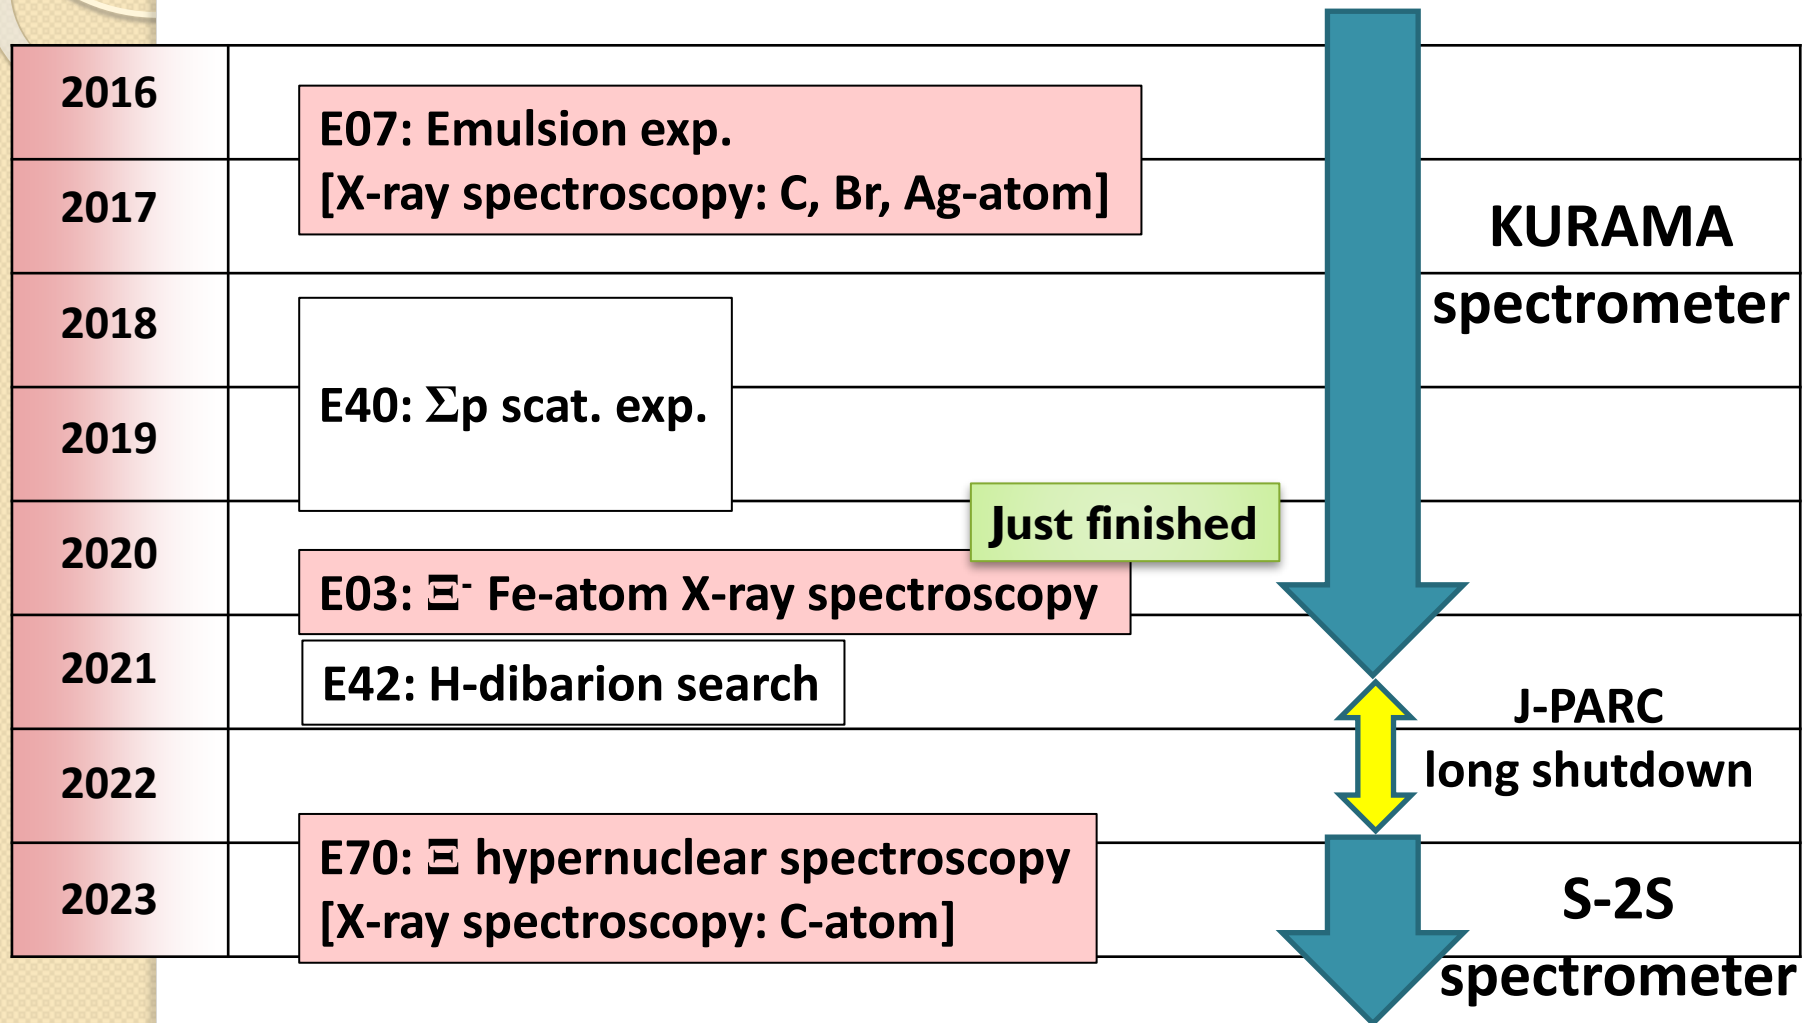 2016
E07: Emulsion exp.
[X-ray spectroscopy: C, Br, Ag-atom]
2017
KURAMA
spectrometer
2018
E40: Σp scat. exp.
2019
Just finished
2020
E03: Ξ- Fe-atom X-ray spectroscopy
2021
E42: H-dibarion search
J-PARC
long shutdown
2022
E70: Ξ hypernuclear spectroscopy
[X-ray spectroscopy: C-atom]
2023
S-2S
spectrometer